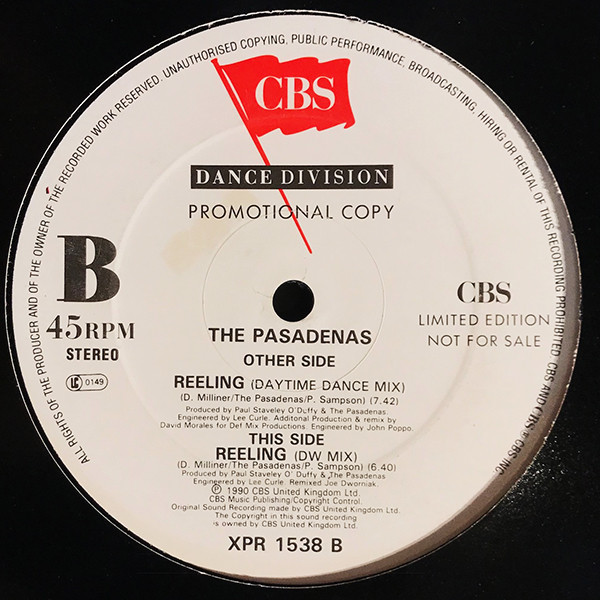 ALL RIGHTS OF THE PRODUCER AND OF THE OWNER OF THE RECORDED WORK RESERVED. UNAUTHORISED COPYING, PUBLIC PERFORMANCE, BROADCASTING, HIRING OR RENTAL OF THIS RECORDING PROHIBITED. CBS AND
CBS
DANCE DIVISION
PROMOTIONAL COPY
B
45RPM
STEREO
LC 0149
CBS
LIMITED EDITION
NOT FOR SALE
THE PASADENAS
OTHER SIDE
REELING (DAYTIME DANCE MIX)
(D. Milliner/The Pasadenas/P. Sampson) (7.42)
Produced by Paul Staveley O'Duffy & The Pasadenas.
Engineered by Lee Curle. Additonal Production & remix by
David Morales for Def Mix Productions. Engineered by John Poppo.
THIS SIDE
REELING (DW MIX)
(D. Milliner/The Pasadenas/P. Sampson) (6.40)
Produced by Paul Staveley O' Duffy & The Pasadenas
Engineered by Lee Curle. Remixed Joe Dworniak.
℗ 1990 CBS United Kingdom Ltd.
CBS Music Publishing/Copyright Control.
Original Sound Recording made by CBS United Kingdom Ltd.
The Copyright in this sound recording
is owned by CBS United Kingdom Ltd.
XPR 1538 B